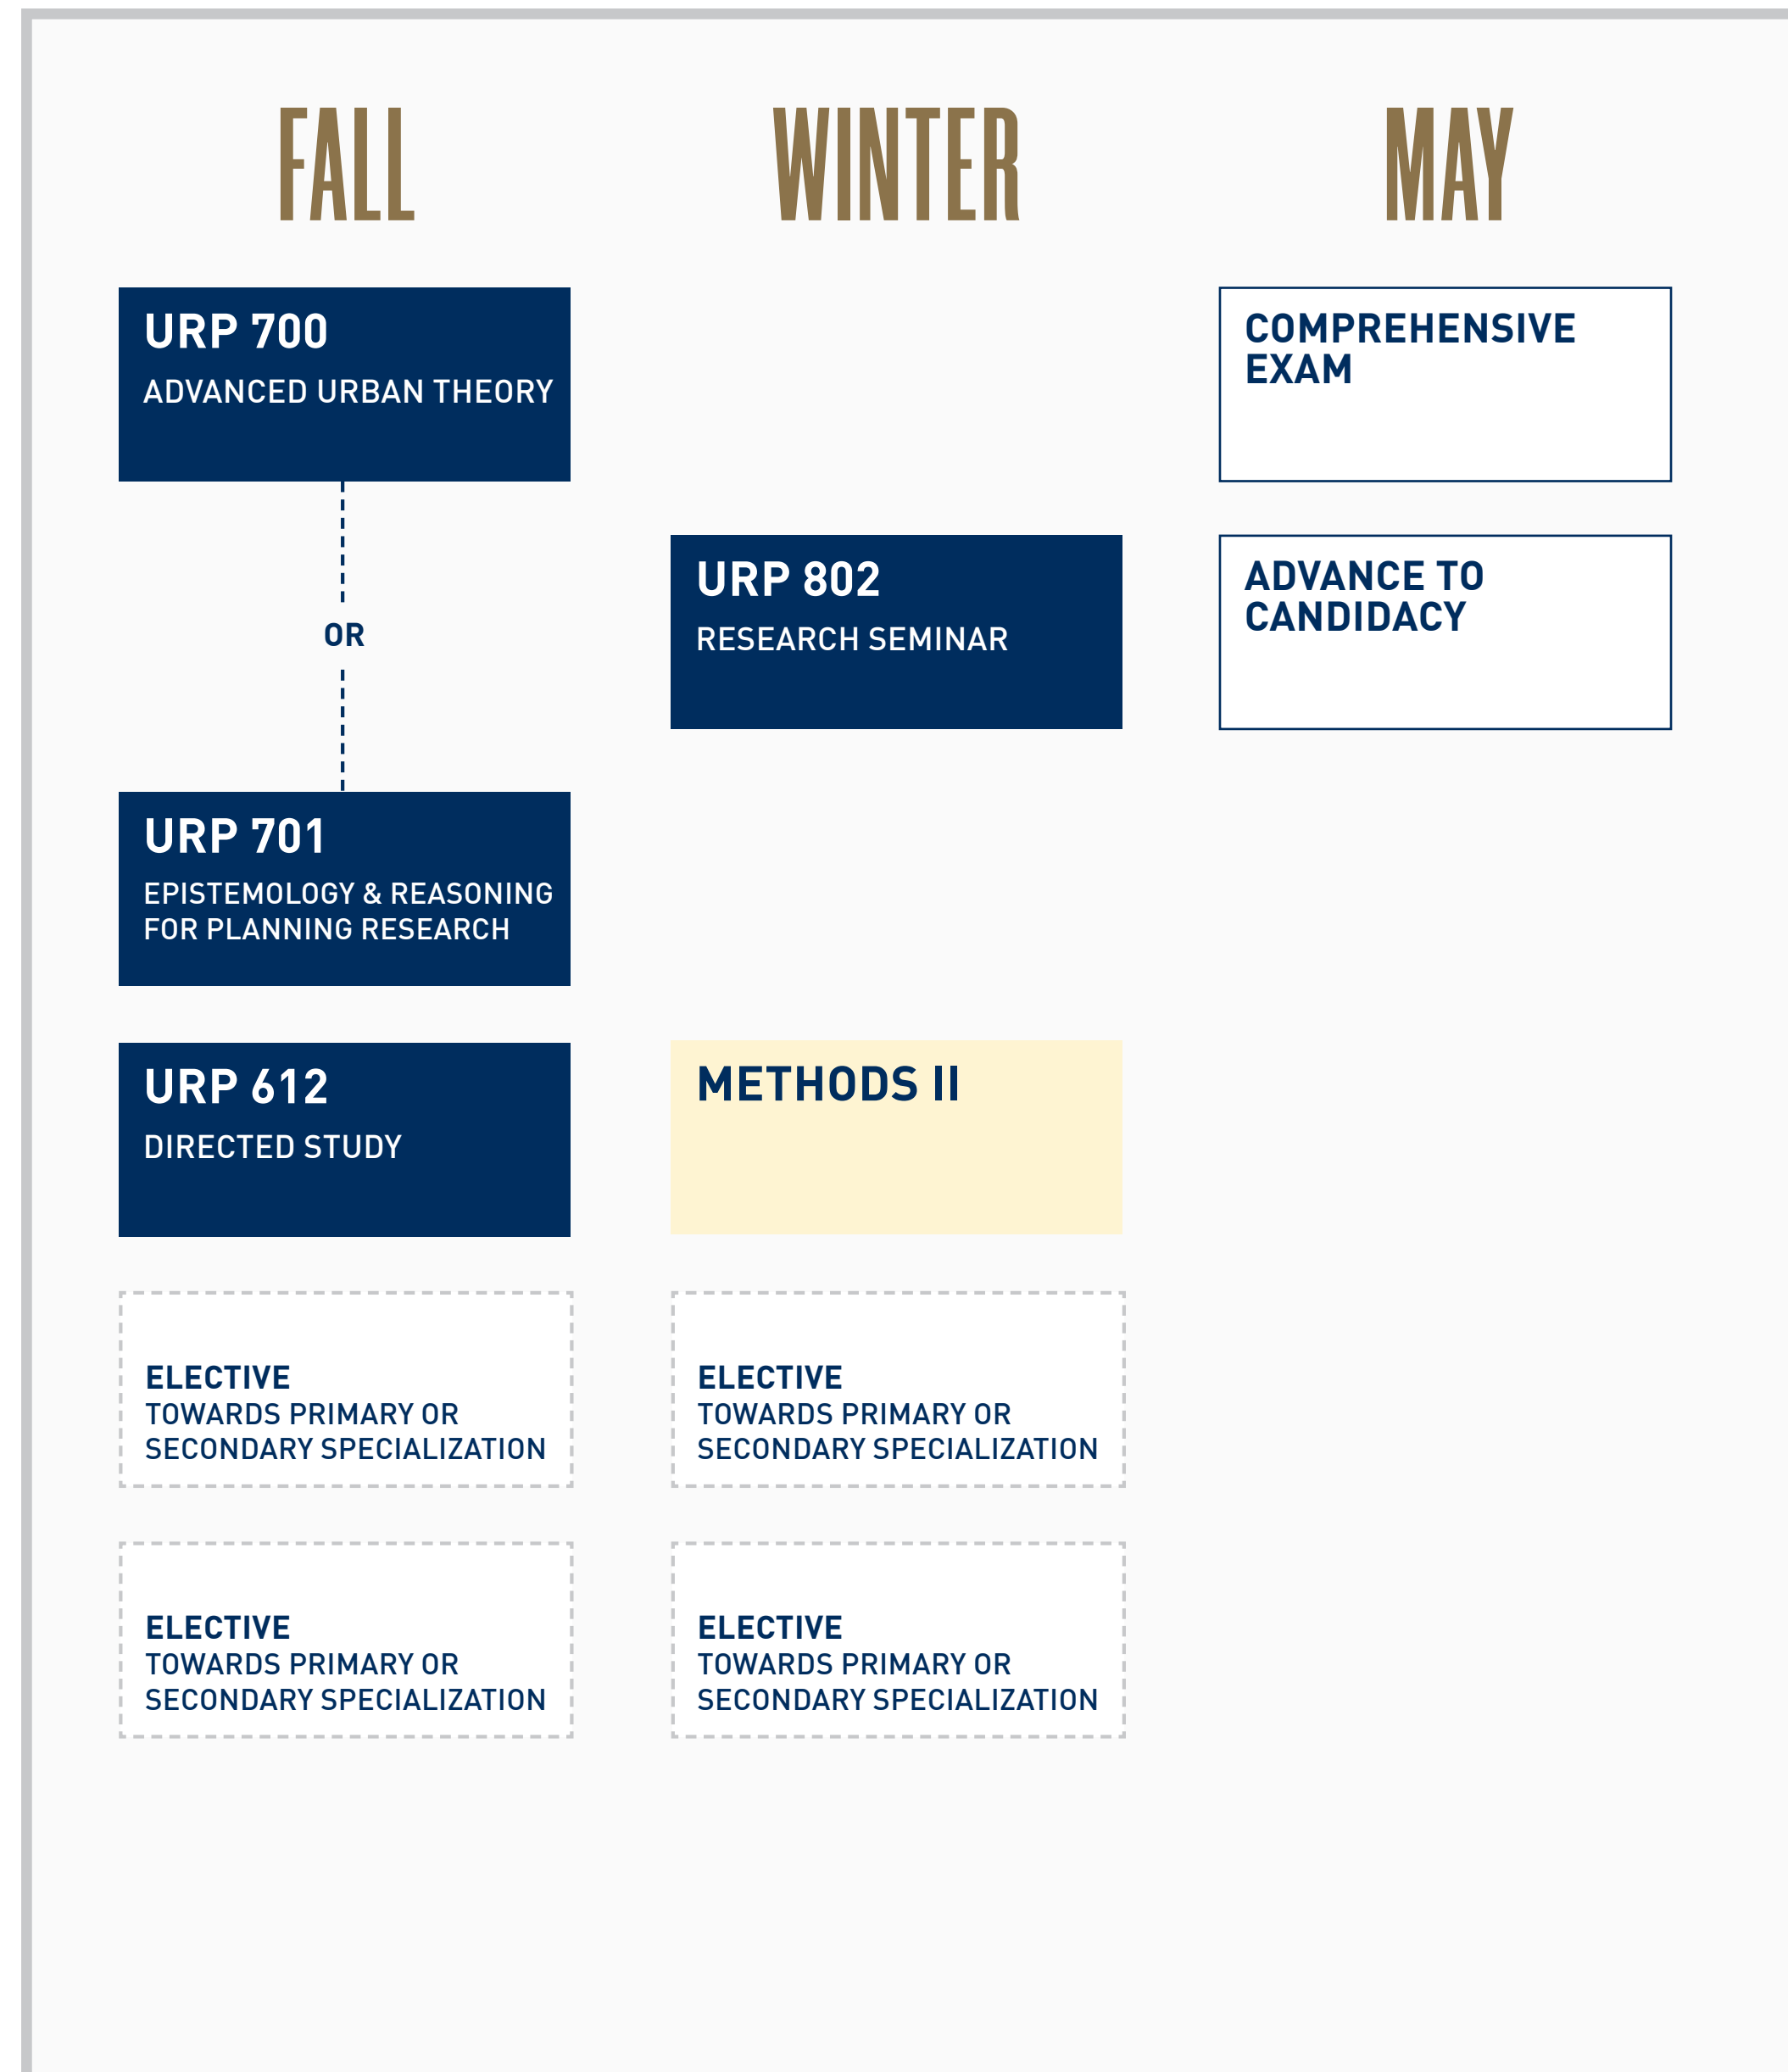 FALL
URP 700
ADVANCED URBAN THEORY
OR
URP 701
EPISTEMOLOGY & REASONING
FOR PLANNING RESEARCH
URP 612
DIRECTED STUDY
ELECTIVE
TOWARDS PRIMARY OR
SECONDARY SPECIALIZATION
ELECTIVE
TOWARDS PRIMARY OR
SECONDARY SPECIALIZATION
WINTER
URP 802
RESEARCH SEMINAR
METHODS II
ELECTIVE
TOWARDS PRIMARY OR
SECONDARY SPECIALIZATION
ELECTIVE
TOWARDS PRIMARY OR
SECONDARY SPECIALIZATION
MAY
COMPREHENSIVE
EXAM
ADVANCE TO
CANDIDACY